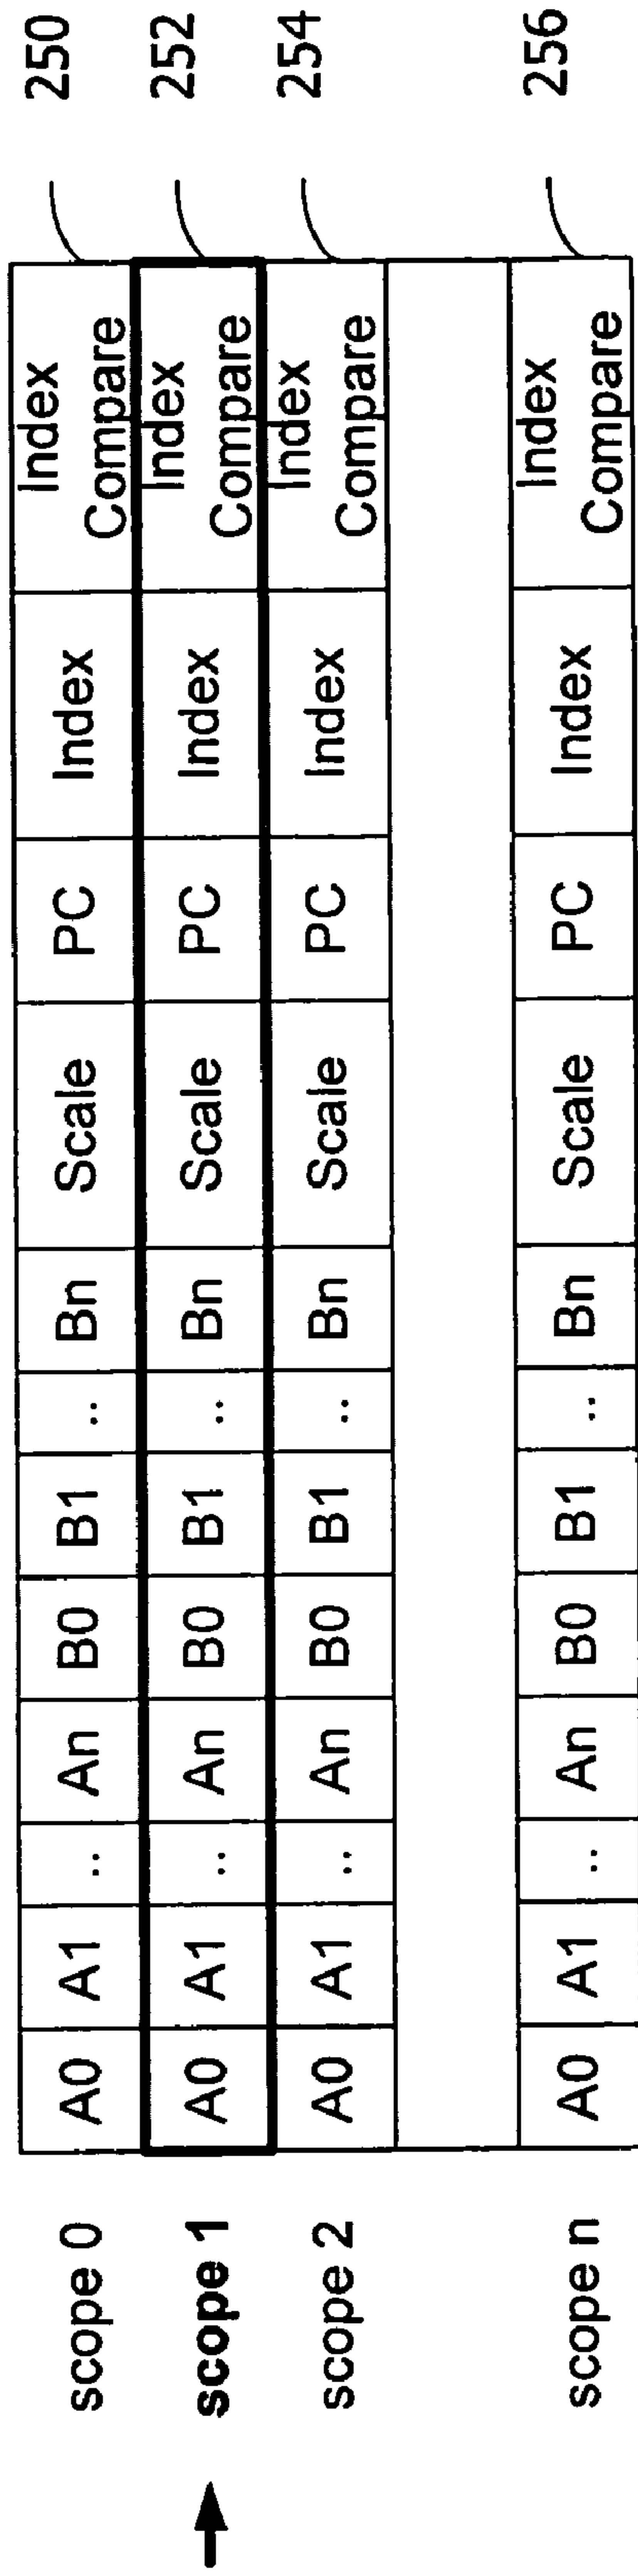 scope 0 A0 A1 .. An B0 B1 .. Bn Scale PC Index Index Compare 250
scope 1 A0 A1 .. An B0 B1 .. Bn Scale PC Index Index Compare 252
scope 2 A0 A1 .. An B0 B1 .. Bn Scale PC Index Index Compare 254
scope n A0 A1 .. An B0 B1 .. Bn Scale PC Index Index Compare 256